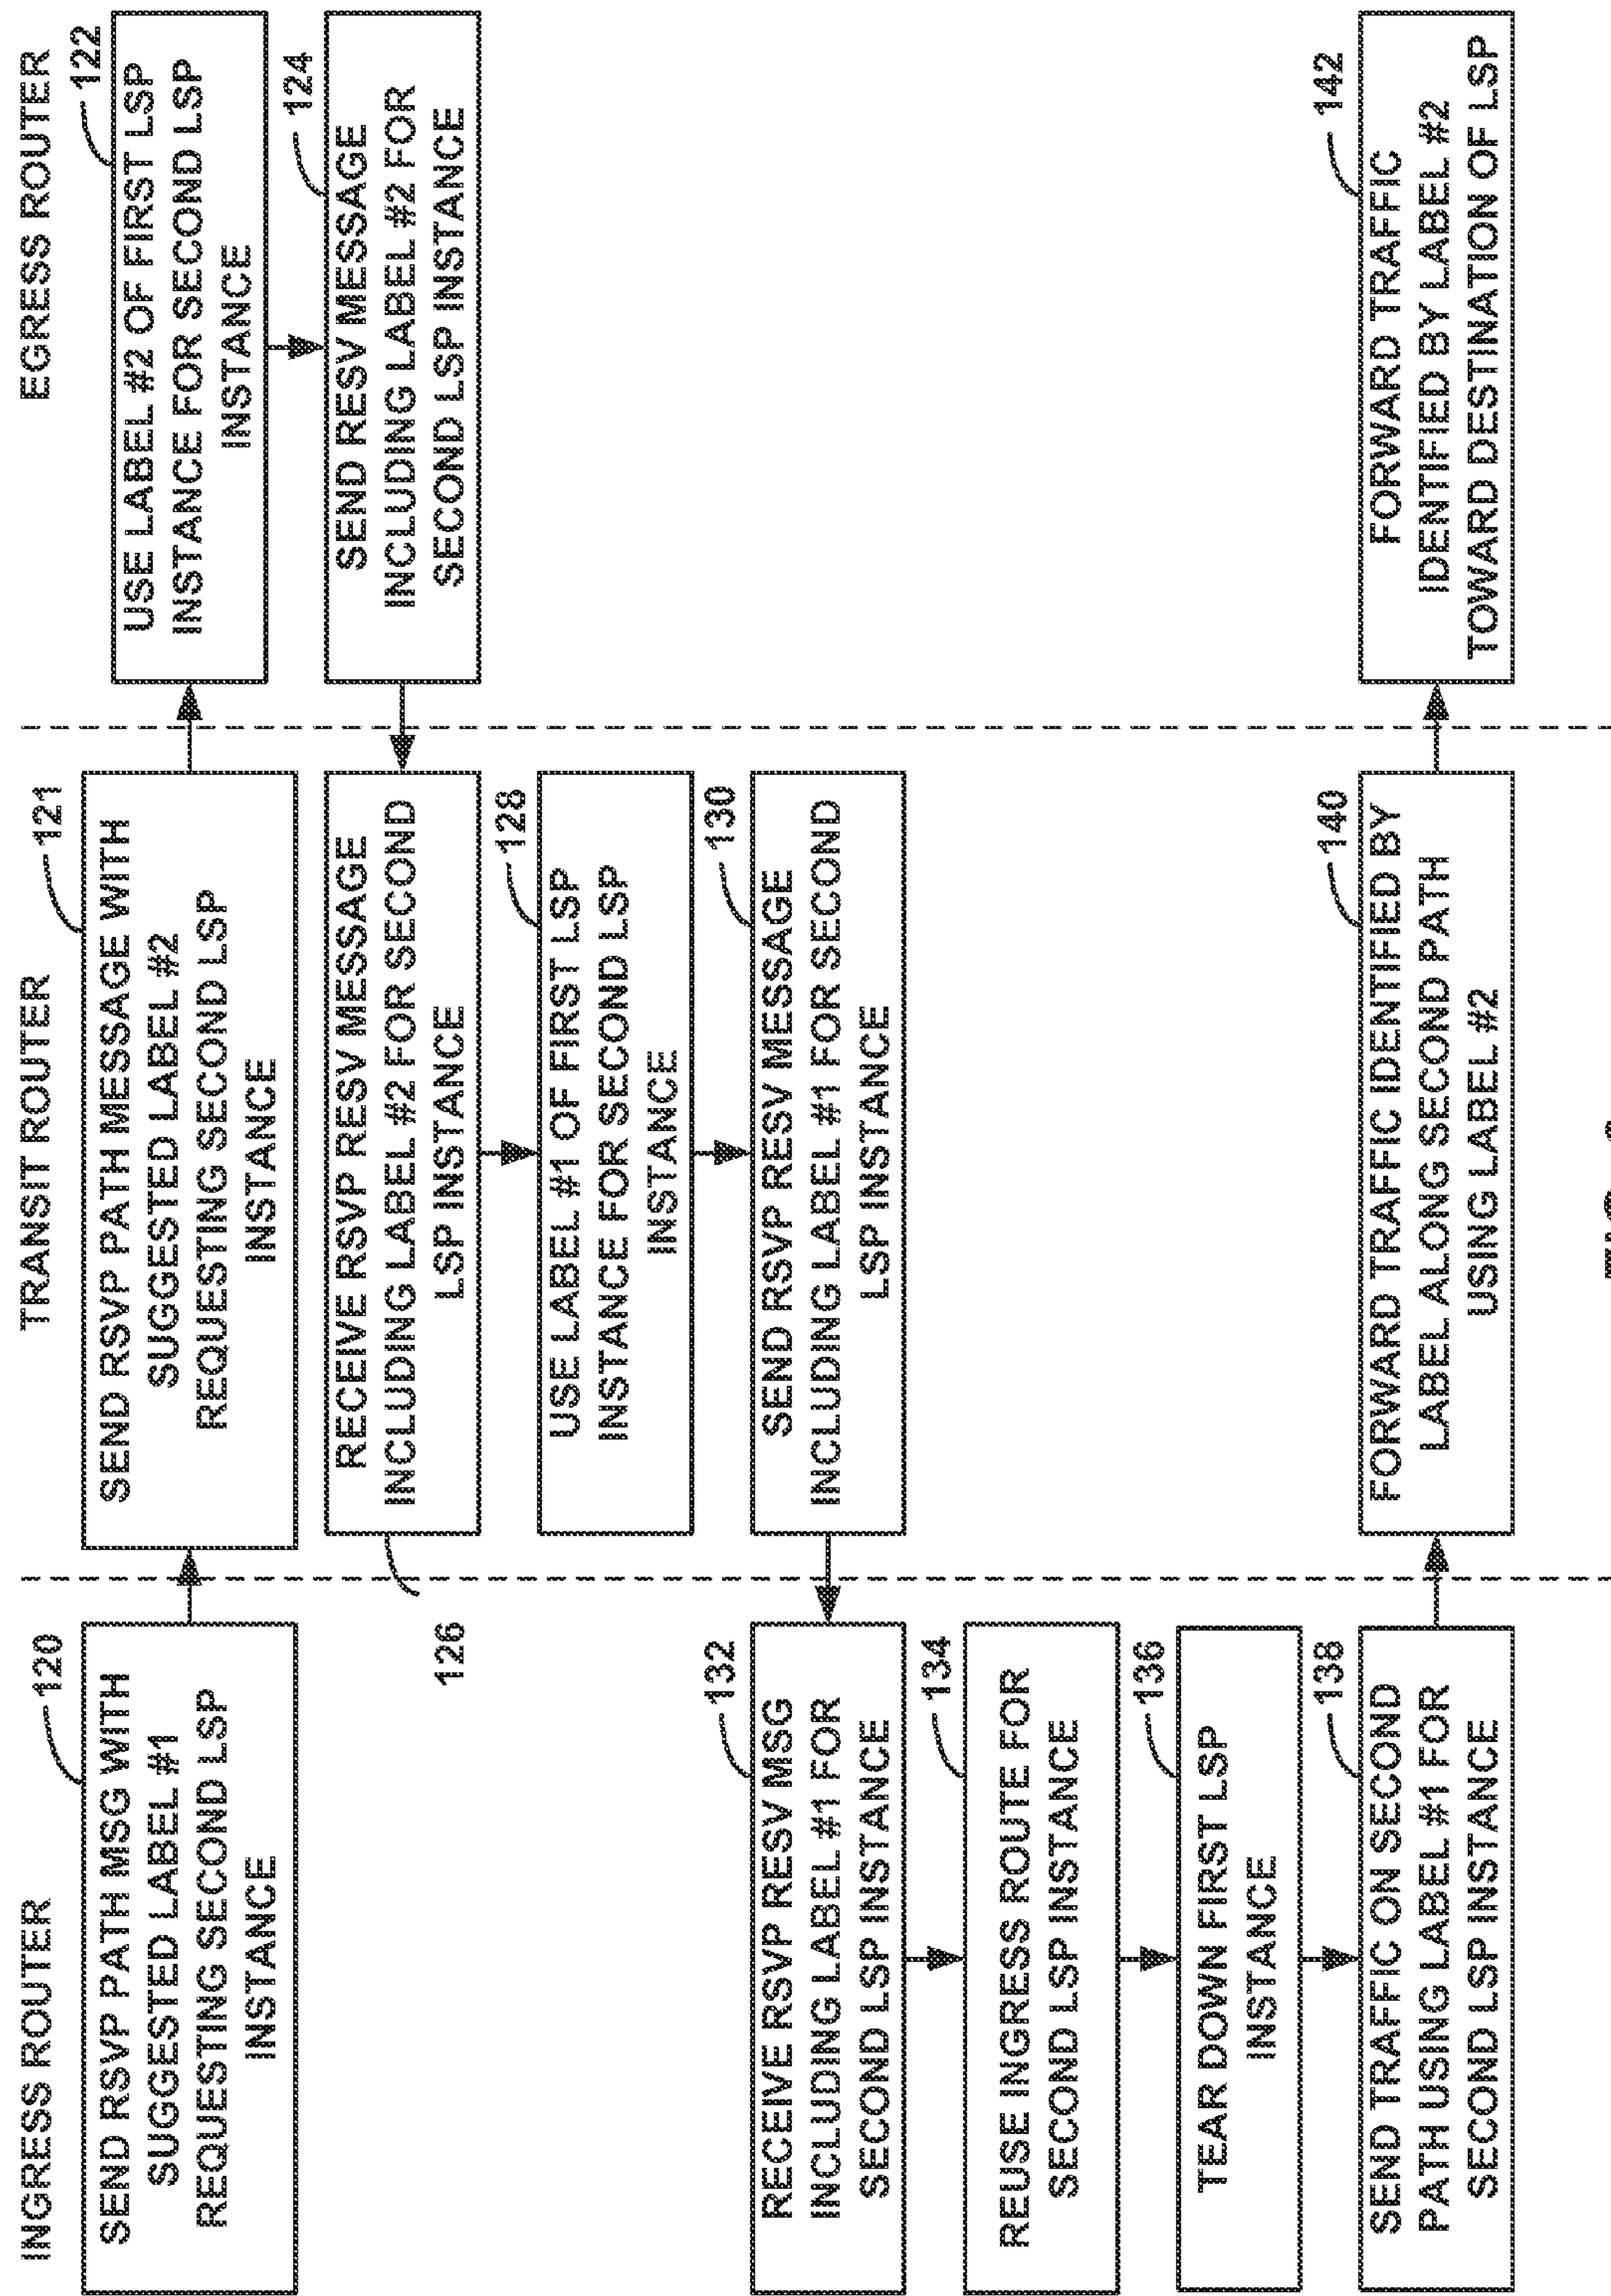 INGRESS ROUTER
120
SEND RSVP PATH MSG WITH
SUGGESTED LABEL #1
REQUESTING SECOND LSP
INSTANCE
126
132
RECEIVE RSVP RESV MSG
INCLUDING LABEL #1 FOR
SECOND LSP INSTANCE
134
REUSE INGRESS ROUTE FOR
SECOND LSP INSTANCE
136
TEAR DOWN FIRST LSP
INSTANCE
138
SEND TRAFFIC ON SECOND
PATH USING LABEL #1 FOR
SECOND LSP INSTANCE
TRANSIT ROUTER
121
SEND RSVP PATH MESSAGE WITH
SUGGESTED LABEL #2
REQUESTING SECOND LSP
INSTANCE
RECEIVE RSVP RESV MESSAGE
INCLUDING LABEL #2 FOR SECOND
LSP INSTANCE
128
USE LABEL #1 OF FIRST LSP
INSTANCE FOR SECOND LSP
INSTANCE
130
SEND RSVP RESV MESSAGE
INCLUDING LABEL #1 FOR SECOND
LSP INSTANCE
140
FORWARD TRAFFIC IDENTIFIED BY
LABEL ALONG SECOND PATH
USING LABEL #2
EGRESS ROUTER
122
USE LABEL #2 OF FIRST LSP
INSTANCE FOR SECOND LSP
INSTANCE
124
SEND RESV MESSAGE
INCLUDING LABEL #2 FOR
SECOND LSP INSTANCE
142
FORWARD TRAFFIC
IDENTIFIED BY LABEL #2
TOWARD DESTINATION OF LSP